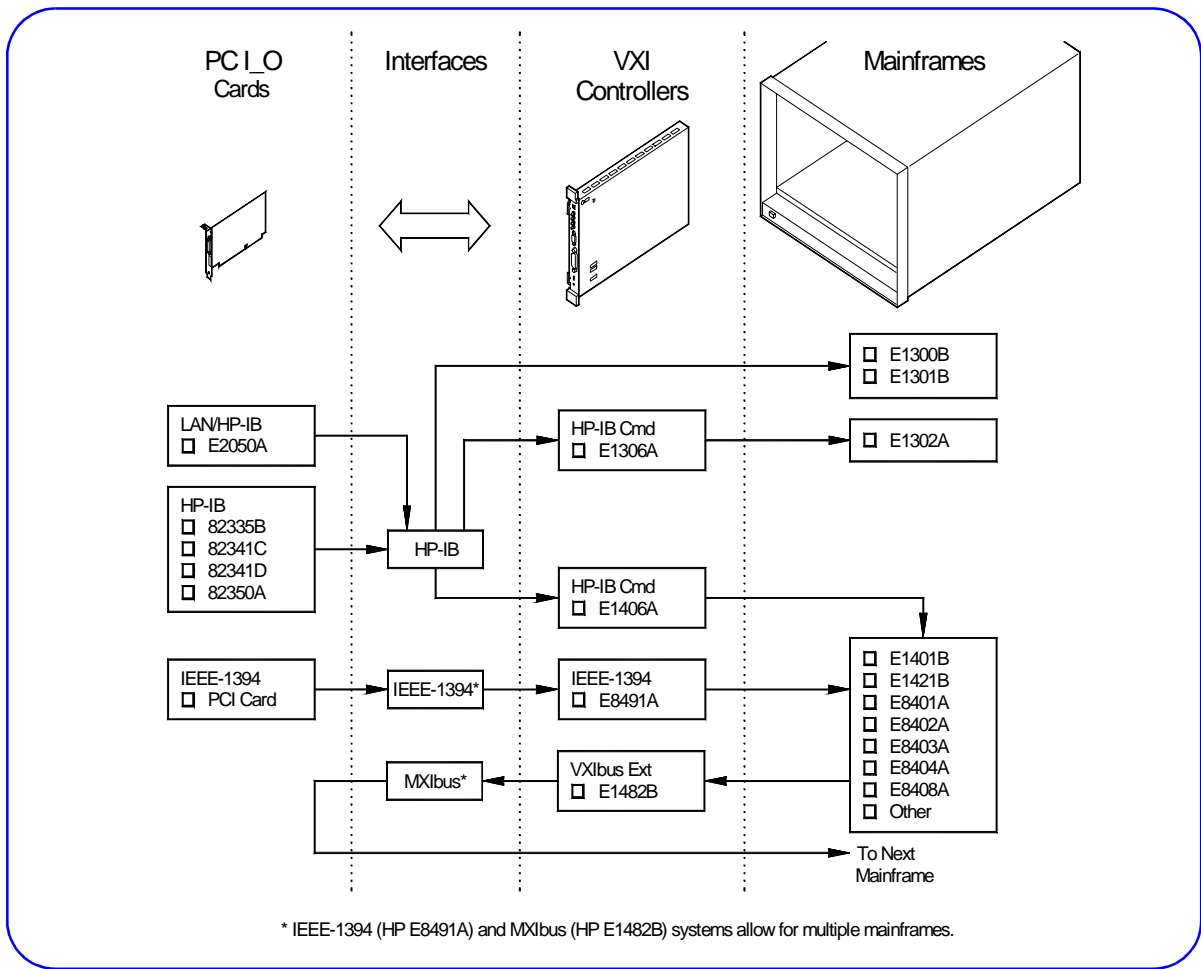 PC I_O
Cards
Interfaces
VXI
Controllers
Mainframes
E1300B
E1301B
LAN/HP-IB
E2050A
HP-IB Cmd
E1306A
E1302A
HP-IB
82335B
82341C
82341D
82350A
HP-IB
HP-IB Cmd
E1406A
IEEE-1394
PCI Card
IEEE-1394*
IEEE-1394
E8491A
E1401B
E1421B
E8401A
E8402A
E8403A
E8404A
E8408A
Other
MXIbus*
VXIbus Ext
E1482B
To Next
Mainframe
* IEEE-1394 (HP E8491A) and MXIbus (HP E1482B) systems allow for multiple mainframes.